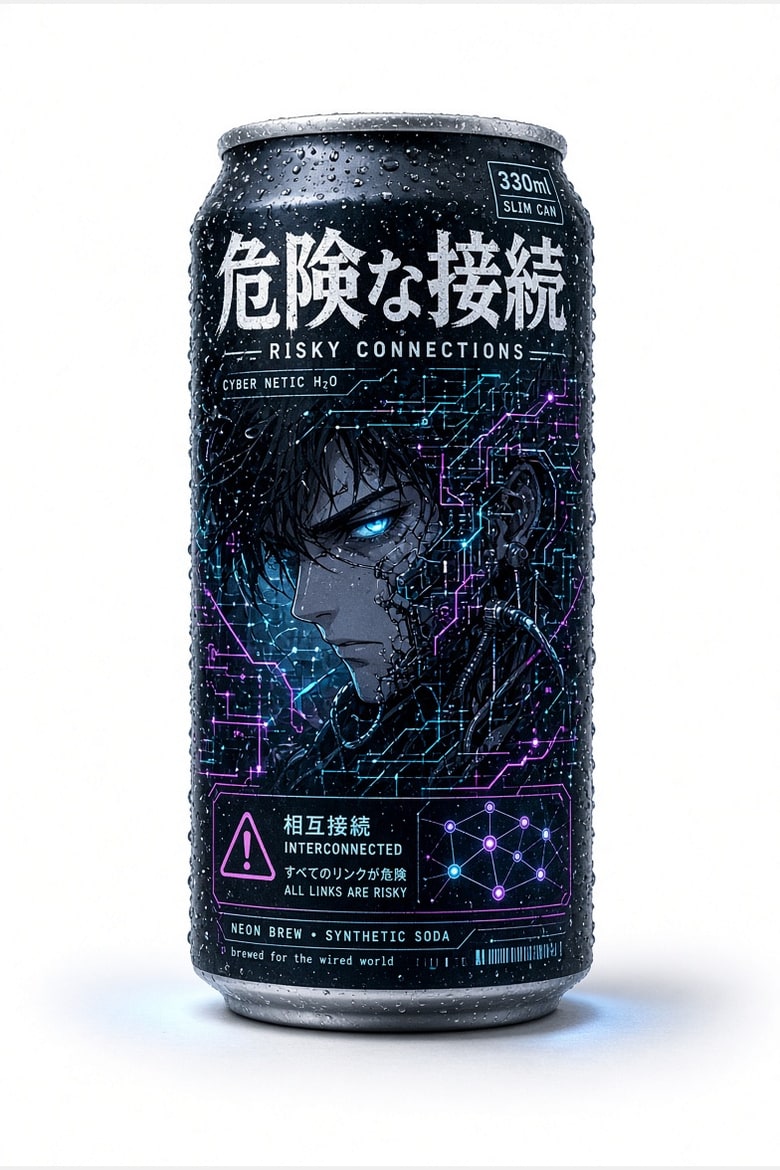 330ml
SLIM CAN
危険な接続
RISKY CONNECTIONS
CYBER NETIC H₂O
相互接続
INTERCONNECTED
すべてのリンクが危険
ALL LINKS ARE RISKY
NEON BREW • SYNTHETIC SODA
brewed for the wired world